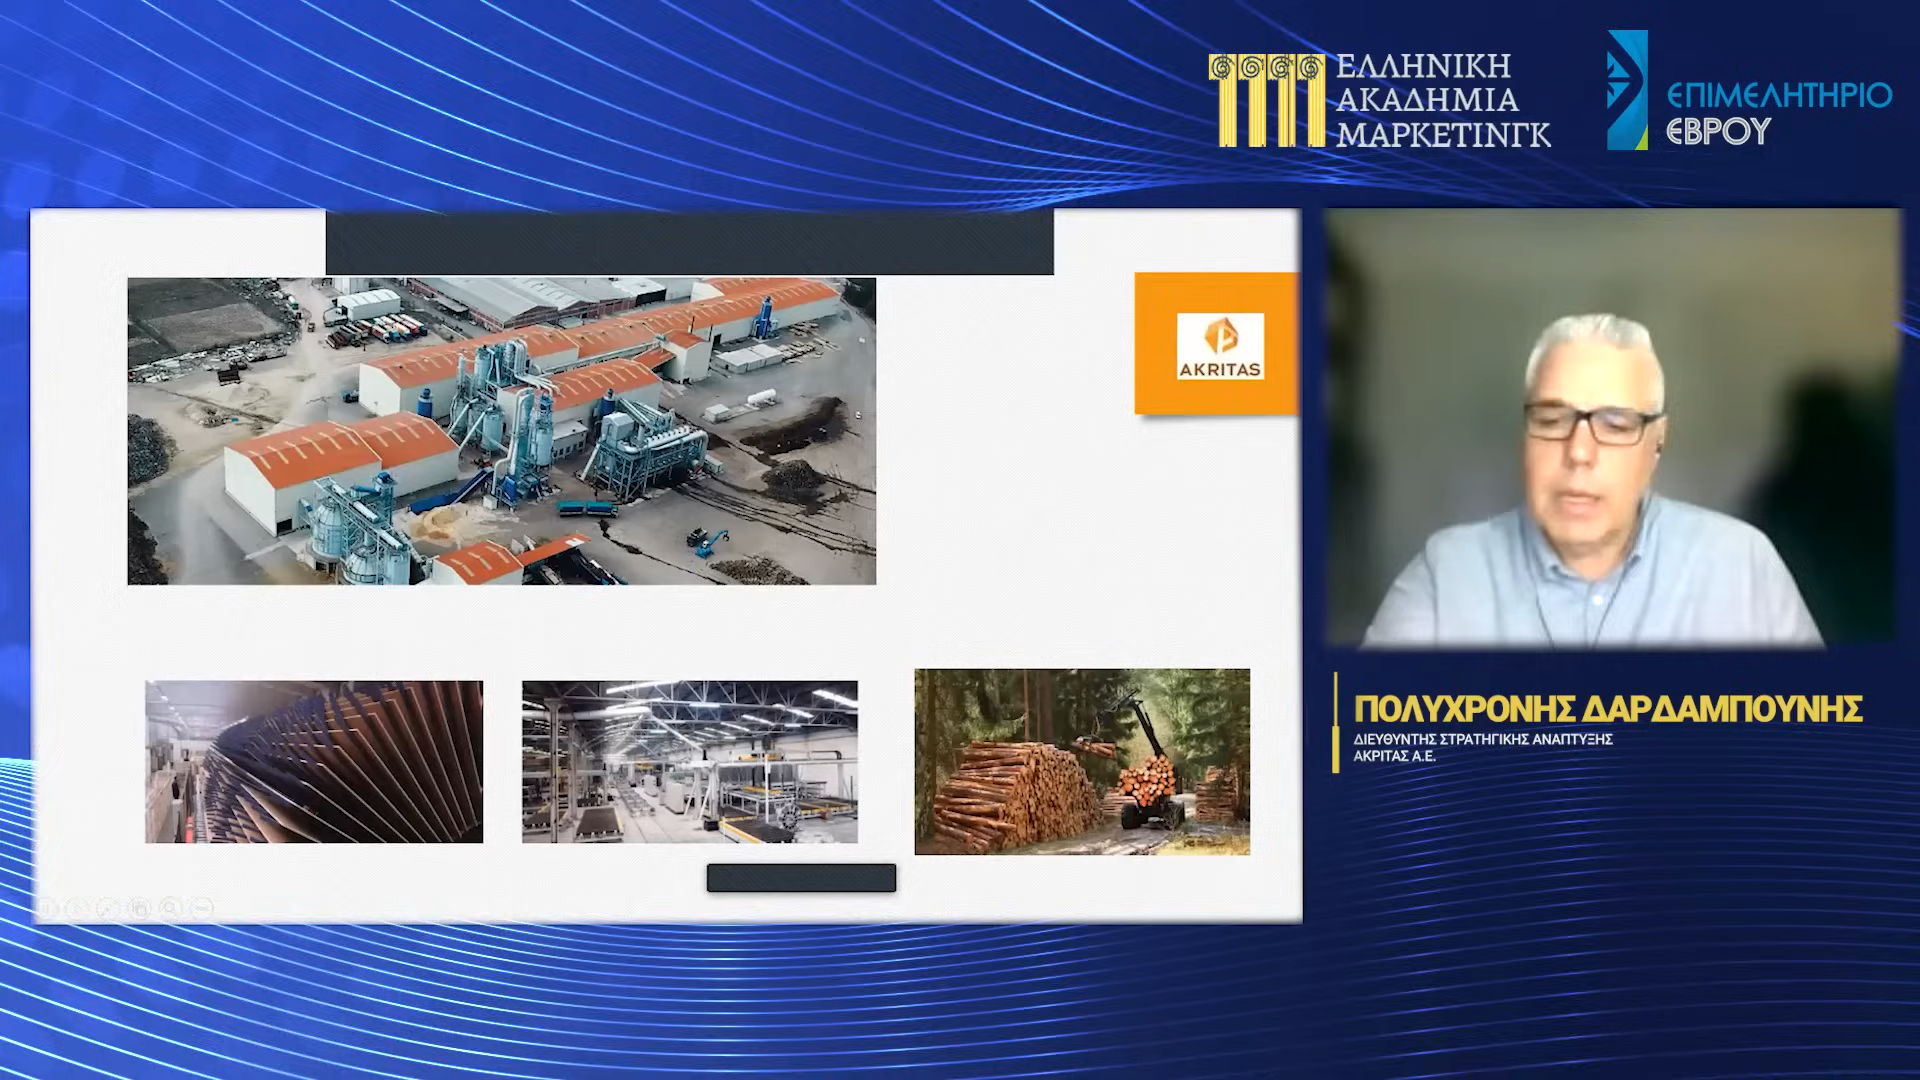 ΕΛΛΗΝΙΚΗ
ΑΚΑΔΗΜΙΑ
ΜΑΡΚΕΤΙΝΓΚ
ΕΠΙΜΕΛΗΤΗΡΙΟ
ΕΒΡΟΥ
AKRITAS
ΠΟΛΥΧΡΟΝΗΣ ΔΑΡΔΑΜΠΟΥΝΗΣ
ΔΙΕΥΘΥΝΤΗΣ ΣΤΡΑΤΗΓΙΚΗΣ ΑΝΑΠΤΥΞΗΣ
ΑΚΡΙΤΑΣ Α.Ε.